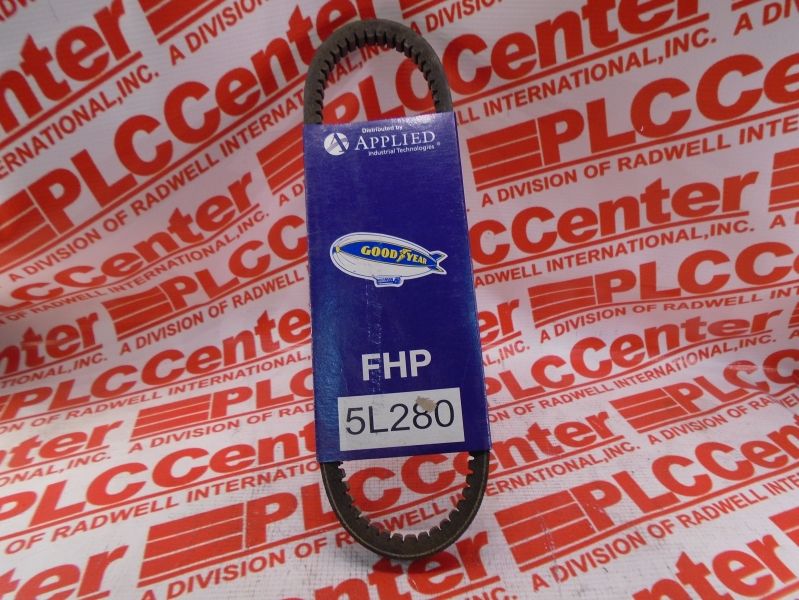 Distributed by
APPLIED®
Industrial Technologies
GOODYEAR
FHP
5L280
PLCCenter
A DIVISION OF RADWELL INTERNATIONAL, INC.